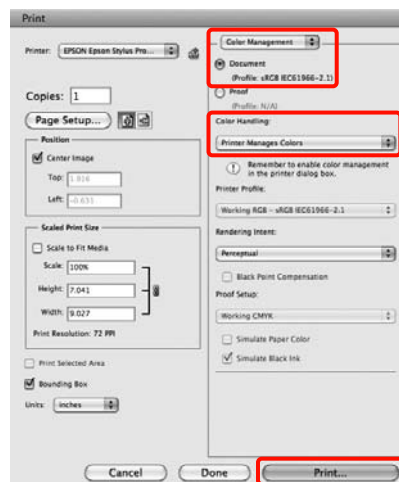 Print
Printer: EPSON Epson Stylus Pro...
Copies: 1
Page Setup...
Position
Center Image
Top: 1.916
Left: -0.631
Scaled Print Size
Scale to Fit Media
Scale: 100%
Height: 7.041
Width: 9.027
Print Resolution: 72 PPI
Print Selected Area
Bounding Box
Units: inches
Color Management
Document
(Profile: sRGB IEC61966-2.1)
Proof
(Profile: N/A)
Color Handling:
Printer Manages Colors
Remember to enable color management
in the printer dialog box.
Printer Profile:
Working RGB - sRGB IEC61966-2.1
Rendering Intent:
Perceptual
Black Point Compensation
Proof Setup:
Working CMYK
Simulate Paper Color
Simulate Black Ink
Cancel
Done
Print...